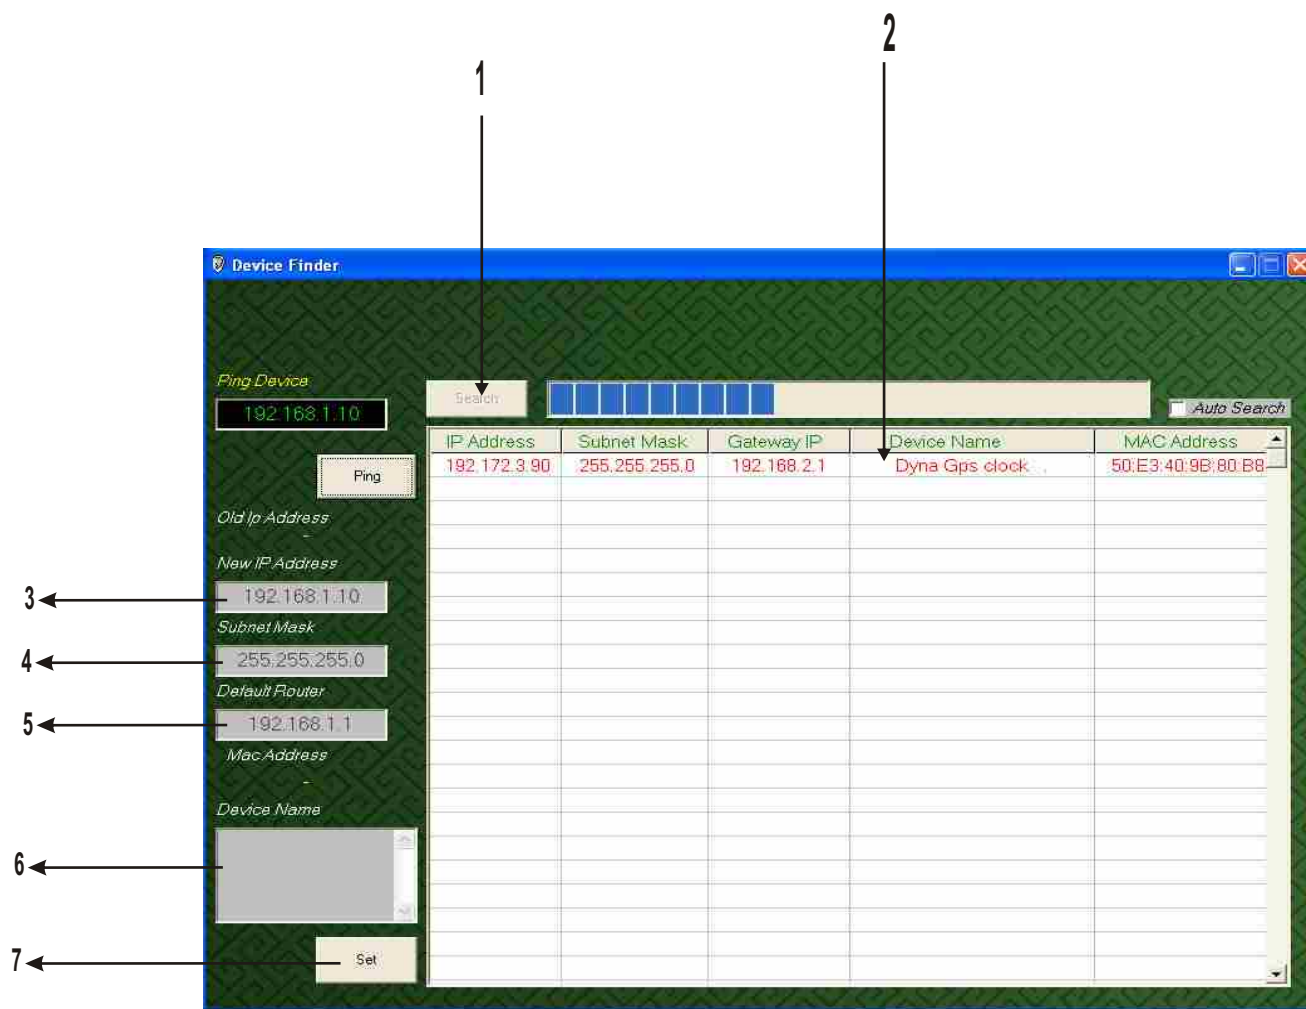 2
1
Device Finder
Ping Device
192.168.1.10
Search
Auto Search
IP Address Subnet Mask Gateway IP Device Name MAC Address
192.172.3.90 255.255.255.0 192.168.2.1 Dyna Gps clock 50:E3:40:9B:80:B8
Ping
Old Ip Address
-
New IP Address
3 192.168.1.10
Subnet Mask
4 255.255.255.0
Default Router
5 192.168.1.1
Mac Address
-
Device Name
6
7 Set